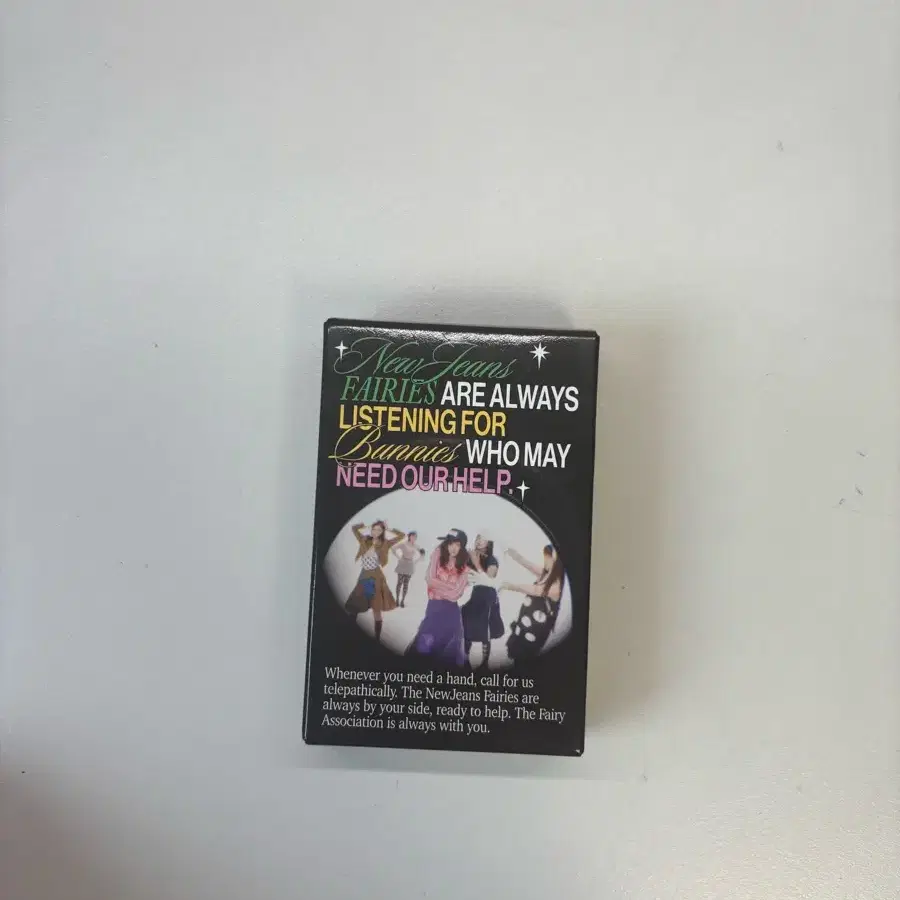 NewJeans
FAIRIES ARE ALWAYS
LISTENING FOR
Bunnies WHO MAY
NEED OUR HELP.
Whenever you need a hand, call for us
telepathically. The NewJeans Fairies are
always by your side, ready to help. The Fairy
Association is always with you.